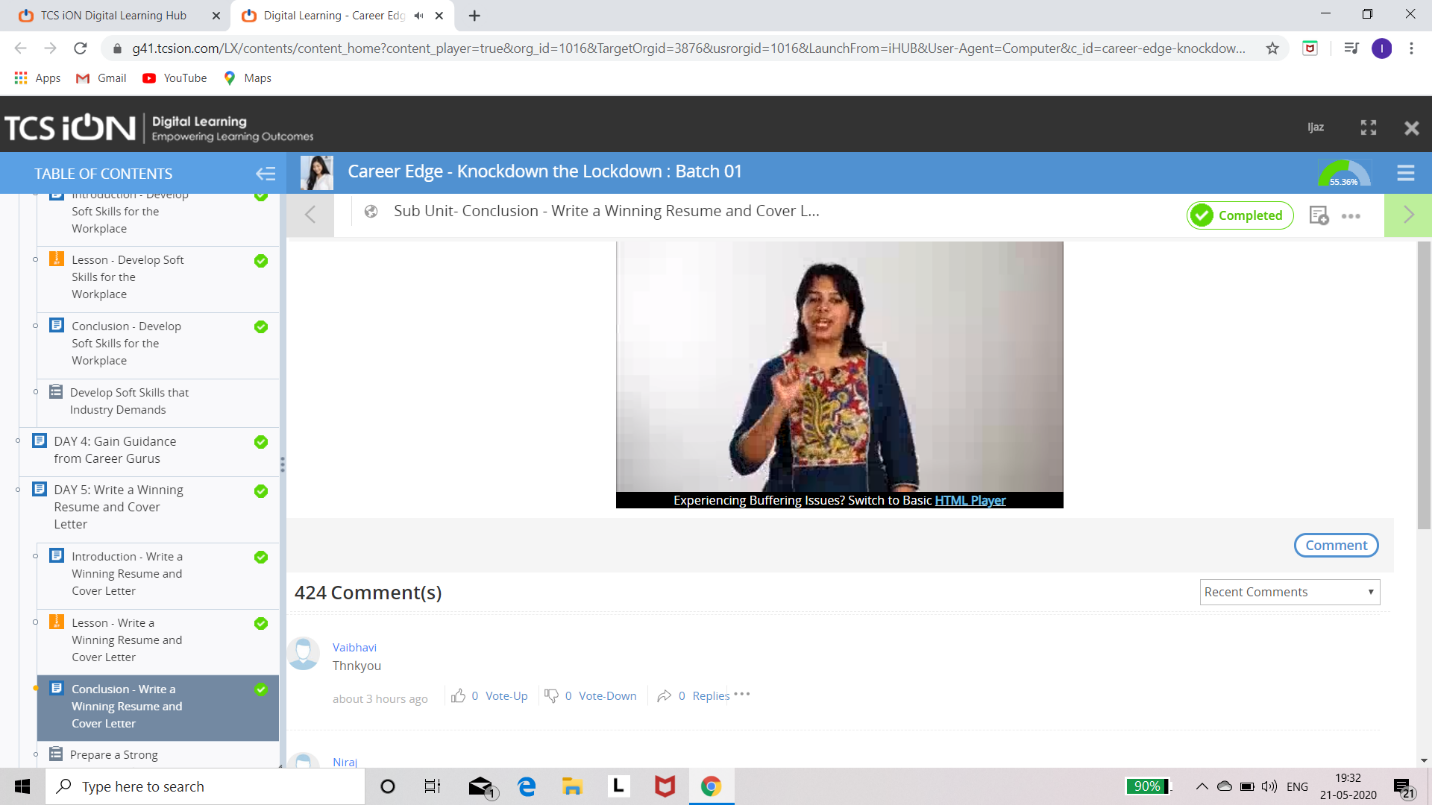 TCS iON Digital Learning Hub
Digital Learning - Career Edg
g41.tcsion.com/LX/contents/content_home?content_player=true&org_id=1016&TargetOrgid=3876&usrorgid=1016&LaunchFrom=iHUB&User-Agent=Computer&c_id=career-edge-knockdow...
I
Apps
Gmail
YouTube
Maps
TCS iON
Digital Learning
Empowering Learning Outcomes
Ijaz
TABLE OF CONTENTS
Career Edge - Knockdown the Lockdown : Batch 01
55.36%
Introduction - Develop
Soft Skills for the
Workplace
Lesson - Develop Soft
Skills for the
Workplace
Conclusion - Develop
Soft Skills for the
Workplace
Develop Soft Skills that
Industry Demands
DAY 4: Gain Guidance
from Career Gurus
DAY 5: Write a Winning
Resume and Cover
Letter
Introduction - Write a
Winning Resume and
Cover Letter
Lesson - Write a
Winning Resume and
Cover Letter
Conclusion - Write a
Winning Resume and
Cover Letter
Prepare a Strong
Sub Unit- Conclusion - Write a Winning Resume and Cover L...
Completed
Experiencing Buffering Issues? Switch to Basic HTML Player
Comment
424 Comment(s)
Recent Comments
Vaibhavi
Thnkyou
about 3 hours ago
0 Vote-Up
0 Vote-Down
0 Replies
Niraj
Type here to search
1
L
90%
ENG
19:32
21-05-2020
21